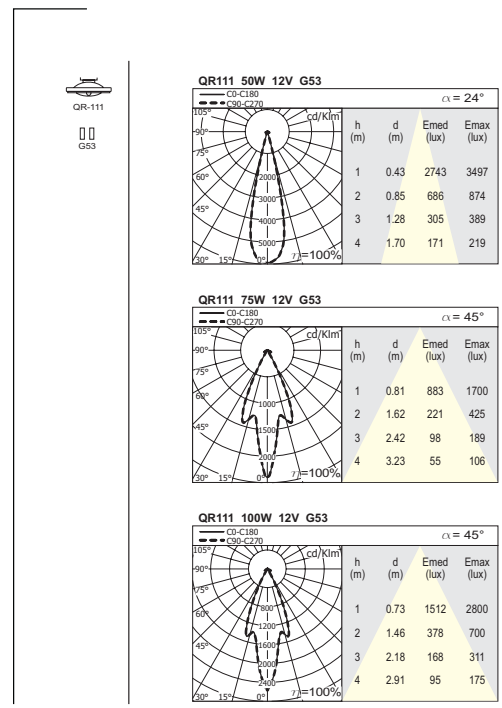 QR-111
G53
QR111 50W 12V G53
C0-C180
C90-C270
α = 24°
105°
cd/Klm
90°
75°
60°
45°
30° 15° 0°
2000
3000
4000
5000
η=100%
h d Emed Emax
(m) (m) (lux) (lux)
1 0.43 2743 3497
2 0.85 686 874
3 1.28 305 389
4 1.70 171 219
QR111 75W 12V G53
C0-C180
C90-C270
α = 45°
105°
cd/Klm
90°
75°
60°
45°
30° 15° 0°
1000
1500
2000
η=100%
h d Emed Emax
(m) (m) (lux) (lux)
1 0.81 883 1700
2 1.62 221 425
3 2.42 98 189
4 3.23 55 106
QR111 100W 12V G53
C0-C180
C90-C270
α = 45°
105°
cd/Klm
90°
75°
60°
45°
30° 15° 0°
800
1200
1600
2000
2400
η=100%
h d Emed Emax
(m) (m) (lux) (lux)
1 0.73 1512 2800
2 1.46 378 700
3 2.18 168 311
4 2.91 95 175